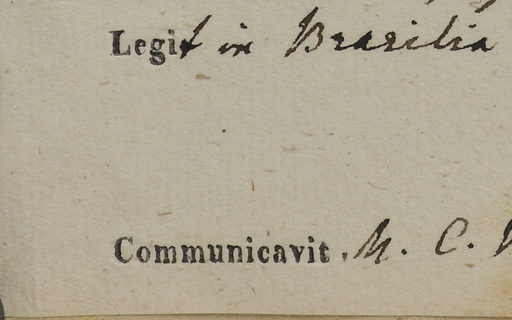 Legit in Brasilia
Communicavit M. C.